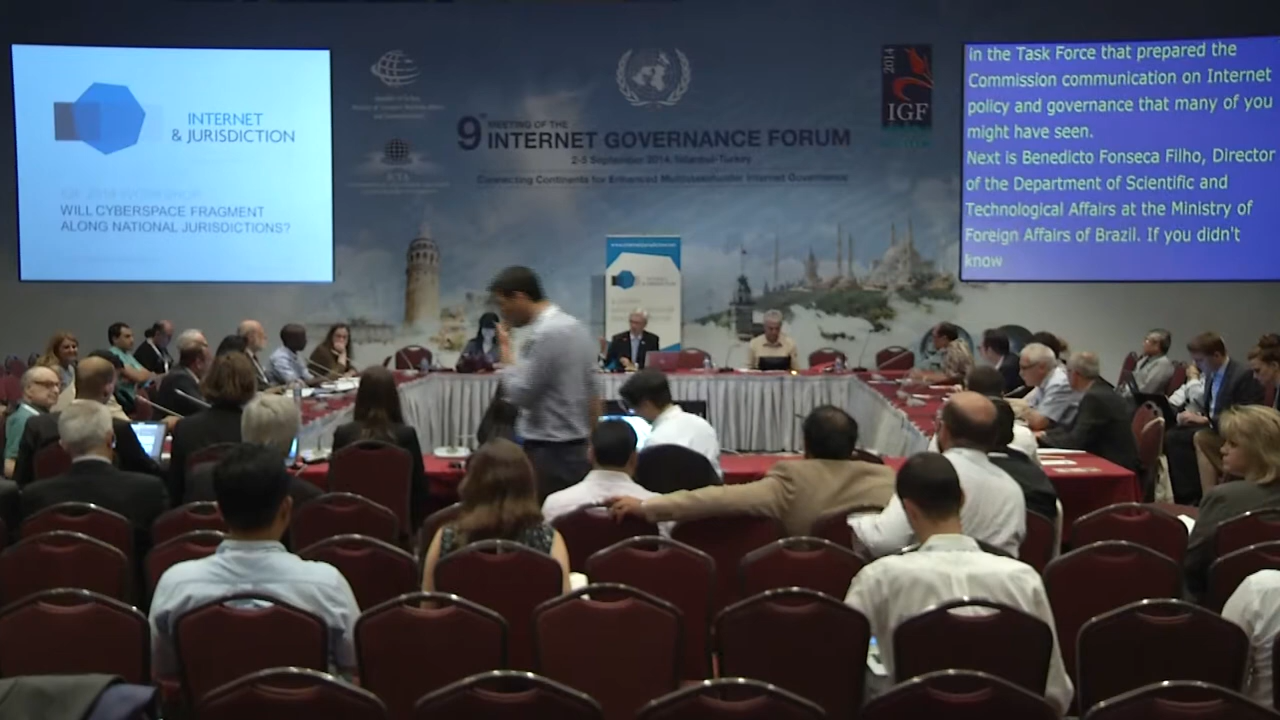 INTERNET
& JURISDICTION
WILL CYBERSPACE FRAGMENT
ALONG NATIONAL JURISDICTIONS?
9th MEETING OF THE
INTERNET GOVERNANCE FORUM
2-5 September 2014, Istanbul-Turkey
Connecting Continents for Enhanced Multistakeholder Internet Governance
2014
IGF
in the Task Force that prepared the
Commission communication on Internet
policy and governance that many of you
might have seen.
Next is Benedicto Fonseca Filho, Director
of the Department of Scientific and
Technological Affairs at the Ministry of
Foreign Affairs of Brazil. If you didn't
know
INTERNET
& JURISDICTION